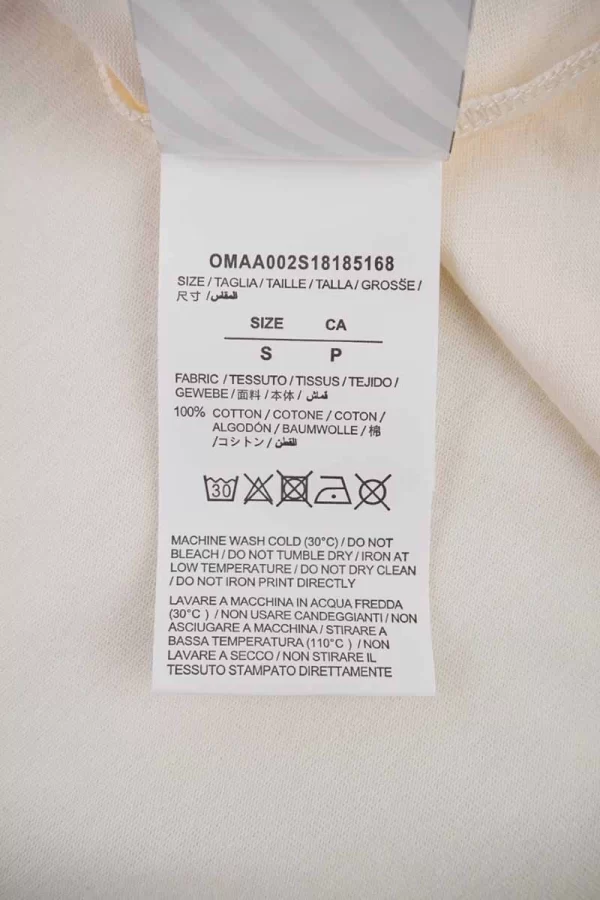 OMAA002S18185168
SIZE / TAGLIA / TAILLE / TALLA / GROSŠE /
尺寸 / المقاس
SIZE CA
S P
FABRIC / TESSUTO / TISSUS / TEJIDO /
GEWEBE / 面料 / 本体 / قماش
100% COTTON / COTONE / COTON /
ALGODÓN / BAUMWOLLE / 棉
/コシトン / القطن
30
MACHINE WASH COLD (30°C) / DO NOT
BLEACH / DO NOT TUMBLE DRY / IRON AT
LOW TEMPERATURE / DO NOT DRY CLEAN
/ DO NOT IRON PRINT DIRECTLY
LAVARE A MACCHINA IN ACQUA FREDDA
(30°C ) / NON USARE CANDEGGIANTI / NON
ASCIUGARE A MACCHINA / STIRARE A
BASSA TEMPERATURA (110°C ) / NON
LAVARE A SECCO / NON STIRARE IL
TESSUTO STAMPATO DIRETTAMENTE